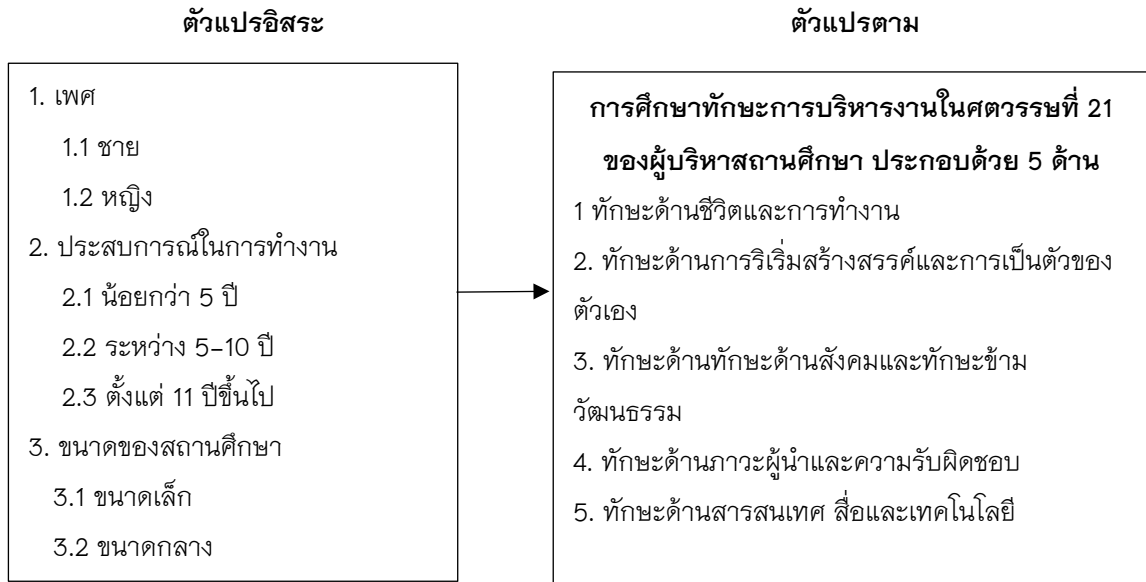 ตัวแปรอิสระ
1. เพศ
1.1 ชาย
1.2 หญิง
2. ประสบการณ์ในการทำงาน
2.1 น้อยกว่า 5 ปี
2.2 ระหว่าง 5–10 ปี
2.3 ตั้งแต่ 11 ปีขึ้นไป
3. ขนาดของสถานศึกษา
3.1 ขนาดเล็ก
3.2 ขนาดกลาง
ตัวแปรตาม
การศึกษาทักษะการบริหารงานในศตวรรษที่ 21
ของผู้บริหาสถานศึกษา ประกอบด้วย 5 ด้าน
1 ทักษะด้านชีวิตและการทำงาน
2. ทักษะด้านการริเริ่มสร้างสรรค์และการเป็นตัวของ
ตัวเอง
3. ทักษะด้านทักษะด้านสังคมและทักษะข้าม
วัฒนธรรม
4. ทักษะด้านภาวะผู้นำและความรับผิดชอบ
5. ทักษะด้านสารสนเทศ สื่อและเทคโนโลยี